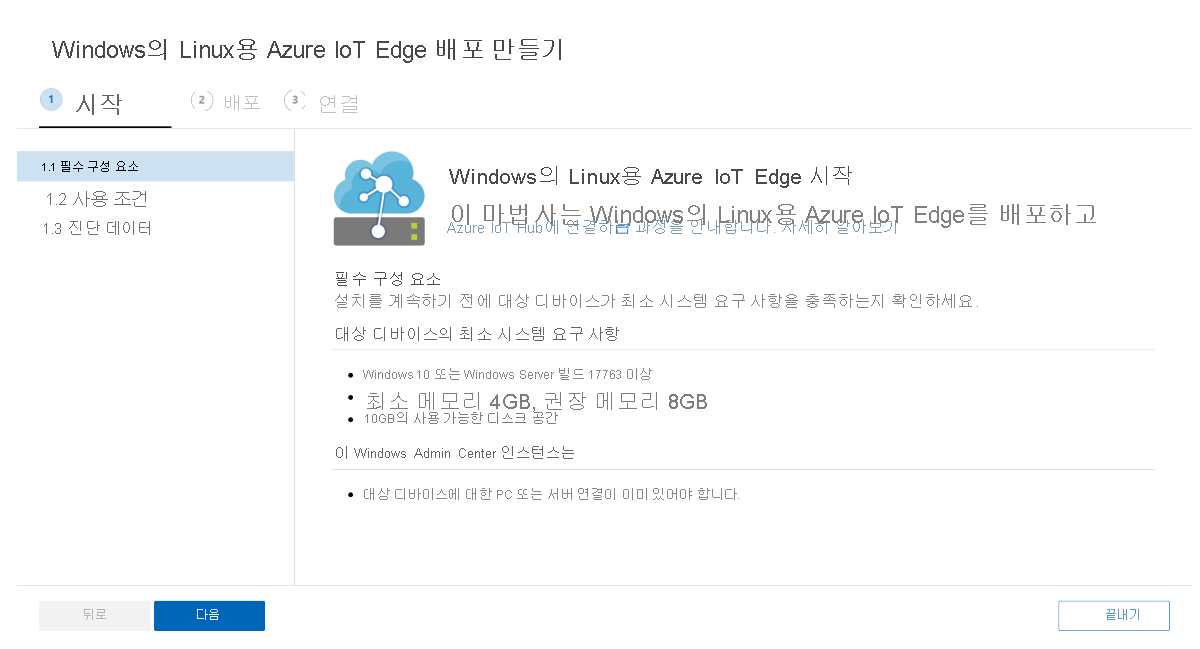 Windows의 Linux용 Azure IoT Edge 배포 만들기
1 시작 2 배포 3 연결
1.1 필수 구성 요소
1.2 사용 조건
1.3 진단 데이터
Windows의 Linux용 Azure IoT Edge 시작
이 마법사는 Windows의 Linux용 Azure IoT Edge를 배포하고
Azure IoT Hub에 연결하는 과정을 안내합니다. 자세히 알아보기
필수 구성 요소
설치를 계속하기 전에 대상 디바이스가 최소 시스템 요구 사항을 충족하는지 확인하세요.
대상 디바이스의 최소 시스템 요구 사항
• Windows 10 또는 Windows Server 빌드 17763 이상
• 최소 메모리 4GB, 권장 메모리 8GB
• 10GB의 사용 가능한 디스크 공간
이 Windows Admin Center 인스턴스는
• 대상 디바이스에 대한 PC 또는 서버 연결이 이미 있어야 합니다.
뒤로 다음 끝내기